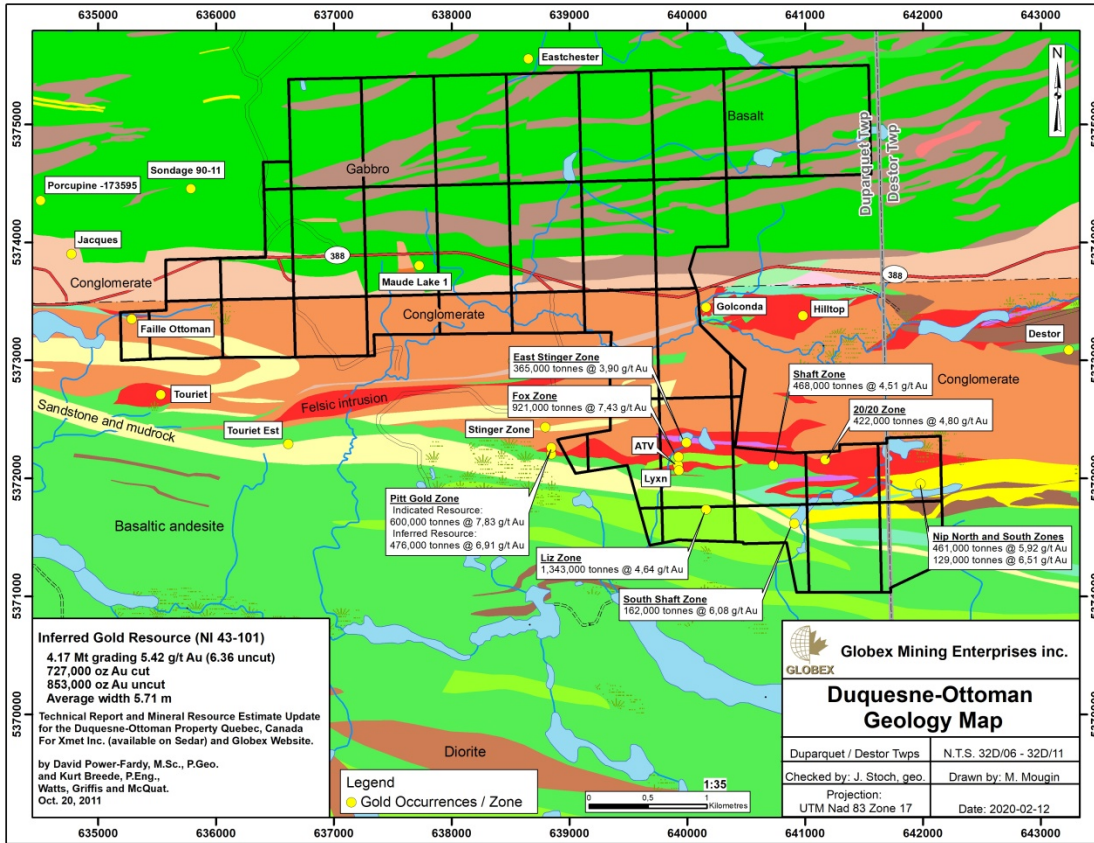 635000 636000 637000 638000 639000 640000 641000 642000 643000
N
Eastchester
5375000
5375000
Basalt
Duparquet Twp
Destor Twp
Gabbro
Sondage 90-11
Porcupine -173595
5374000
5374000
Jacques
388
388
Conglomerate
Maude Lake 1
Conglomerate
Golconda
Hilltop
Faille Ottoman
Destor
5373000
5373000
East Stinger Zone
365,000 tonnes @ 3,90 g/t Au
Shaft Zone
468,000 tonnes @ 4,51 g/t Au
Conglomerate
Touriet
Felsic intrusion
Fox Zone
921,000 tonnes @ 7,43 g/t Au
20/20 Zone
422,000 tonnes @ 4,80 g/t Au
Sandstone and mudrock
Touriet Est
Stinger Zone
ATV
Lyxn
5372000
5372000
Pitt Gold Zone
Indicated Resource:
600,000 tonnes @ 7,83 g/t Au
Inferred Resource:
476,000 tonnes @ 6,91 g/t Au
Basaltic andesite
Nip North and South Zones
461,000 tonnes @ 5,92 g/t Au
129,000 tonnes @ 6,51 g/t Au
Liz Zone
1,343,000 tonnes @ 4,64 g/t Au
South Shaft Zone
162,000 tonnes @ 6,08 g/t Au
5371000
5371000
Inferred Gold Resource (NI 43-101)
4.17 Mt grading 5.42 g/t Au (6.36 uncut)
727,000 oz Au cut
853,000 oz Au uncut
Average width 5.71 m
Technical Report and Mineral Resource Estimate Update
for the Duquesne-Ottoman Property Quebec, Canada
For Xmet Inc. (available on Sedar) and Globex Website.
by David Power-Fardy, M.Sc., P.Geo.
and Kurt Breede, P.Eng.,
Watts, Griffis and McQuat.
Oct. 20, 2011
5370000
5370000
Diorite
Legend
Gold Occurrences / Zone
1:35
0 0,5 1
Kilometres
GLOBEX
Globex Mining Enterprises inc.
Duquesne-Ottoman
Geology Map
Duparquet / Destor Twps
N.T.S. 32D/06 - 32D/11
Checked by: J. Stoch, geo.
Drawn by: M. Mougin
Projection:
UTM Nad 83 Zone 17
Date: 2020-02-12
635000 636000 637000 638000 639000 640000 641000 642000 643000